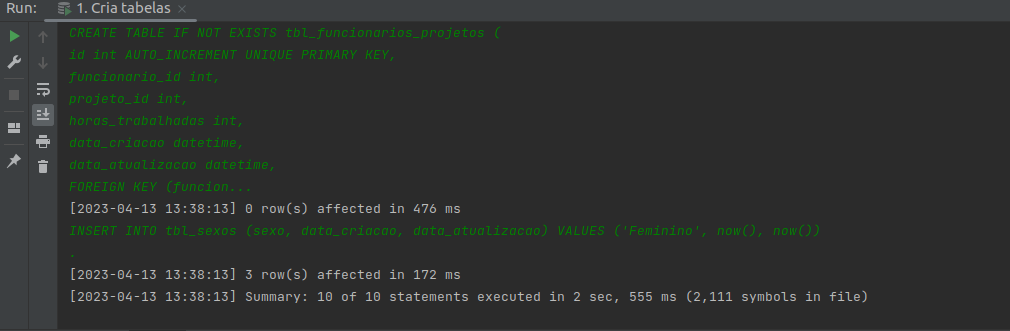 Run: 1. Cria tabelas
CREATE TABLE IF NOT EXISTS tbl_funcionarios_projetos (
id int AUTO_INCREMENT UNIQUE PRIMARY KEY,
funcionario_id int,
projeto_id int,
horas_trabalhadas int,
data_criacao datetime,
data_atualizacao datetime,
FOREIGN KEY (funcion...
[2023-04-13 13:38:13] 0 row(s) affected in 476 ms
INSERT INTO tbl_sexos (sexo, data_criacao, data_atualizacao) VALUES ('Feminino', now(), now())
.
[2023-04-13 13:38:13] 3 row(s) affected in 172 ms
[2023-04-13 13:38:13] Summary: 10 of 10 statements executed in 2 sec, 555 ms (2,111 symbols in file)